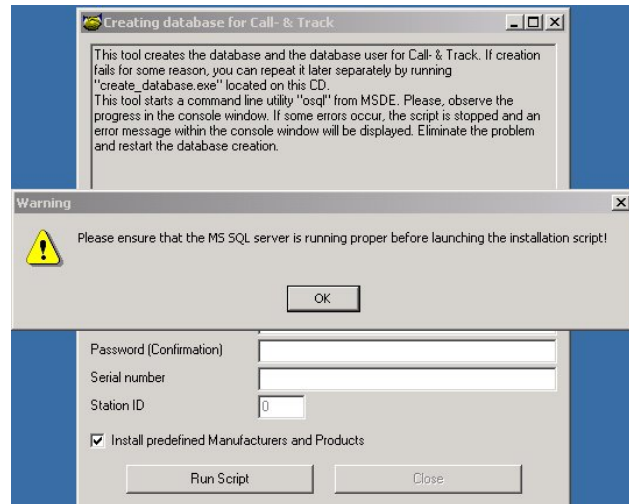 Creating database for Call- & Track
This tool creates the database and the database user for Call- & Track. If creation
fails for some reason, you can repeat it later separately by running
"create_database.exe" located on this CD.
This tool starts a command line utility "osql" from MSDE. Please, observe the
progress in the console window. If some errors occur, the script is stopped and an
error message within the console window will be displayed. Eliminate the problem
and restart the database creation.
Warning
Please ensure that the MS SQL server is running proper before launching the installation script!
OK
Password (Confirmation)
Serial number
Station ID 0
Install predefined Manufacturers and Products
Run Script Close